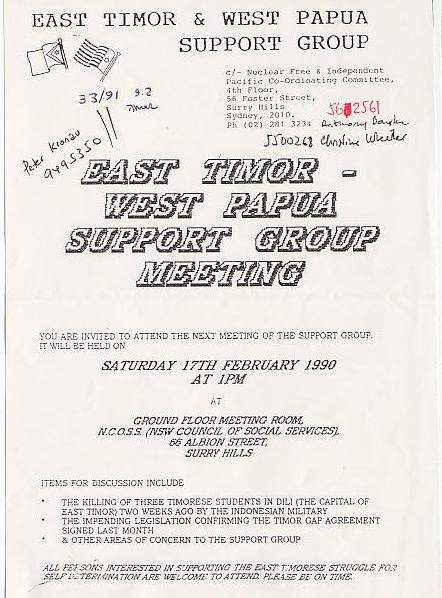 EAST TIMOR & WEST PAPUA
SUPPORT GROUP
c/- Nuclear Free & Independent
Pacific Co-Ordinating Committee,
4th Floor,
56 Foster Street,
Surry Hills
Sydney, 2010.
Ph (02) 281 3234
33/91 9.2
Timor
Peter
9495350
Anthony
5500268 Christine Wheeler
EAST TIMOR -
WEST PAPUA
SUPPORT GROUP
MEETING
YOU ARE INVITED TO ATTEND THE NEXT MEETING OF THE SUPPORT GROUP.
IT WILL BE HELD ON
SATURDAY 17TH FEBRUARY 1990
AT 1PM
AT
GROUND FLOOR MEETING ROOM,
N.C.O.S.S. (NSW COUNCIL OF SOCIAL SERVICES),
66 ALBION STREET,
SURRY HILLS
ITEMS FOR DISCUSSION INCLUDE
* THE KILLING OF THREE TIMORESE STUDENTS IN DILI (THE CAPITAL OF
EAST TIMOR) TWO WEEKS AGO BY THE INDONESIAN MILITARY
* THE IMPENDING LEGISLATION CONFIRMING THE TIMOR GAP AGREEMENT
SIGNED LAST MONTH
* & OTHER AREAS OF CONCERN TO THE SUPPORT GROUP
ALL PERSONS INTERESTED IN SUPPORTING THE EAST TIMORESE STRUGGLE FOR
SELF DETERMINATION ARE WELCOME TO ATTEND. PLEASE BE ON TIME.